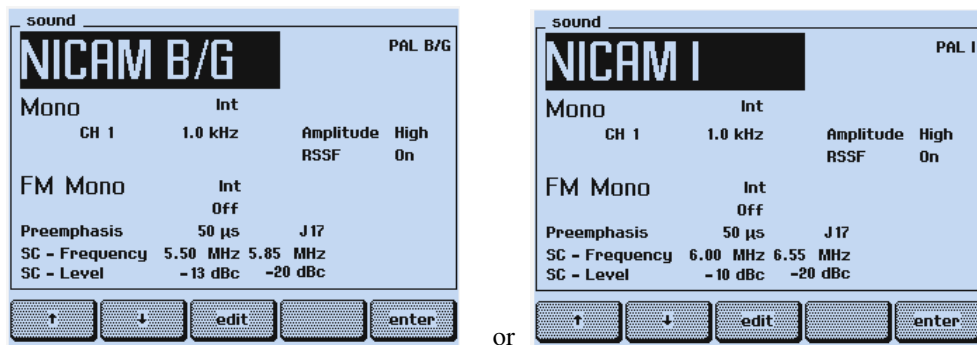 sound
NICAM B/G PAL B/G
Mono Int
CH 1 1.0 kHz Amplitude High
RSSF On
FM Mono Int
Off
Preemphasis 50 µs J17
SC - Frequency 5.50 MHz 5.85 MHz
SC - Level -13 dBc -20 dBc
↑ ↓ edit enter
or
sound
NICAM I PAL I
Mono Int
CH 1 1.0 kHz Amplitude High
RSSF On
FM Mono Int
Off
Preemphasis 50 µs J17
SC - Frequency 6.00 MHz 6.55 MHz
SC - Level -10 dBc -20 dBc
↑ ↓ edit enter